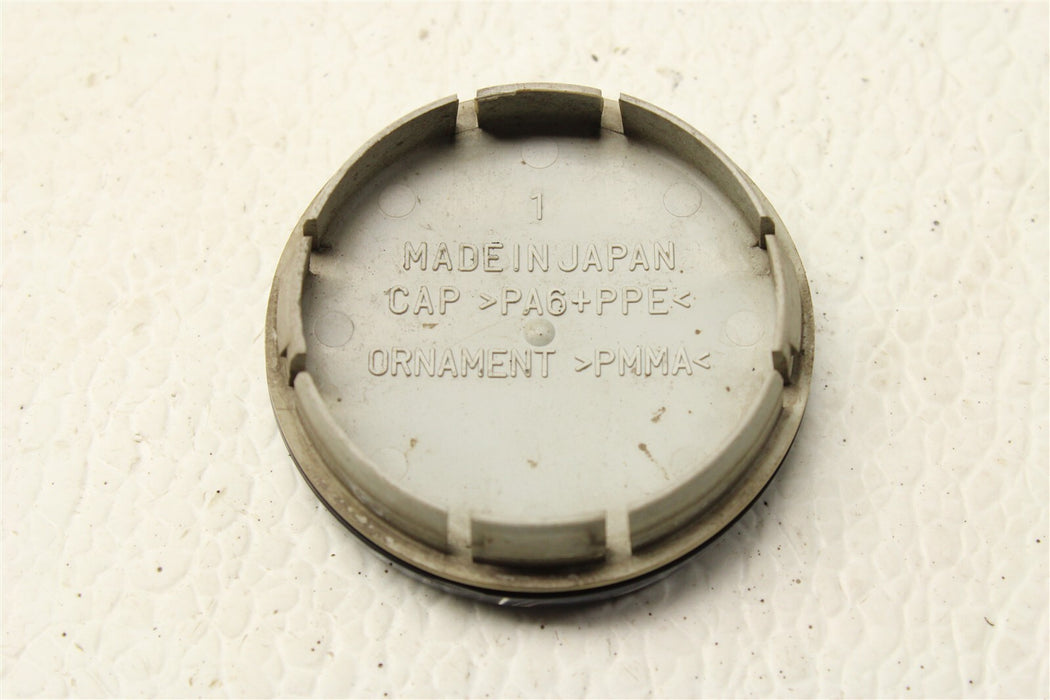 1
MADE IN JAPAN
CAP >PA6+PPE<
ORNAMENT >PMMA<